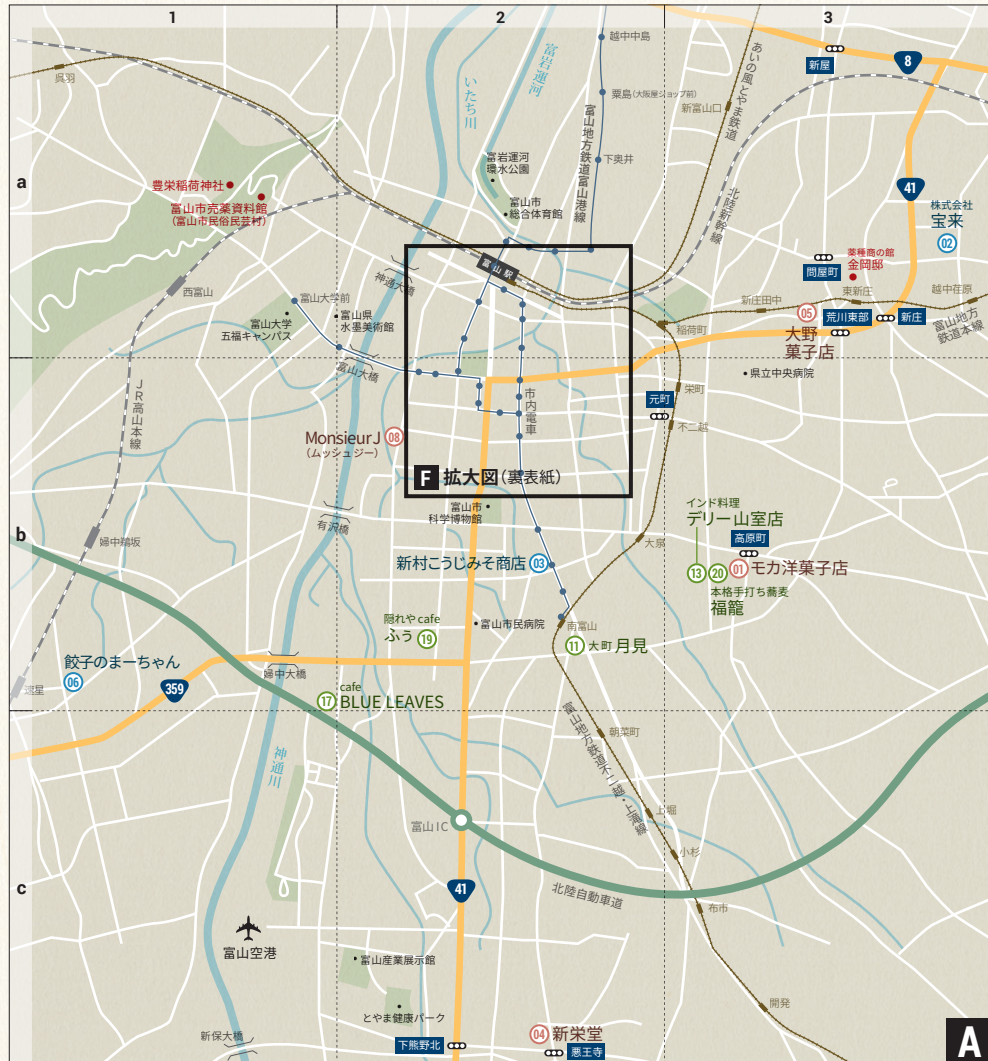 1
2
3
a
b
c
呉羽
豊栄稲荷神社
富山市売薬資料館
(富山市民俗民芸村)
西富山
富山大学前
富山大学
五福キャンパス
富山県
水墨美術館
神通大橋
富山大橋
JR高山本線
いたち川
富岩運河
富岩運河
環水公園
富山市
総合体育館
富山駅
越中中島
粟島(大阪屋ショップ前)
富山地方鉄道富山港線
下奥井
あいの風とやま鉄道
新富山口
北陸新幹線
新屋
8
41
株式会社
宝来
02
薬種商の館
金岡邸
問屋町
東新庄
越中荏原
新庄田中
05
荒川東部
新庄
大野
菓子店
富山地方
鉄道本線
稲荷町
県立中央病院
栄町
元町
不二越
市内電車
MonsieurJ
(ムッシュジー)
08
F 拡大図(裏表紙)
富山市
科学博物館
有沢橋
婦中鵜坂
新村こうじみそ商店
03
大泉
インド料理
デリー山室店
高原町
13
20
01
モカ洋菓子店
本格手打ち蕎麦
福籠
隠れやcafe
ふう
19
富山市民病院
南富山
11
大町 月見
餃子のまーちゃん
06
速星
359
婦中大橋
cafe
BLUE LEAVES
17
神通川
富山地方鉄道不二越・上滝線
朝菜町
上堀
小杉
布市
開発
富山IC
北陸自動車道
41
富山空港
富山産業展示館
とやま健康パーク
新保大橋
下熊野北
04
新栄堂
悪王寺
A